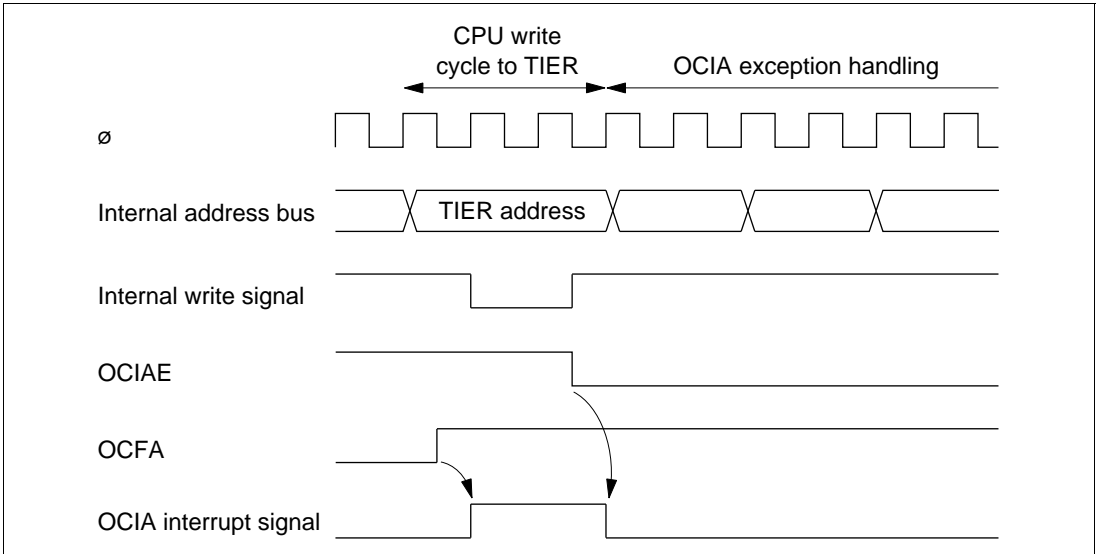 CPU write
cycle to TIER
OCIA exception handling
ø
Internal address bus
TIER address
Internal write signal
OCIAE
OCFA
OCIA interrupt signal